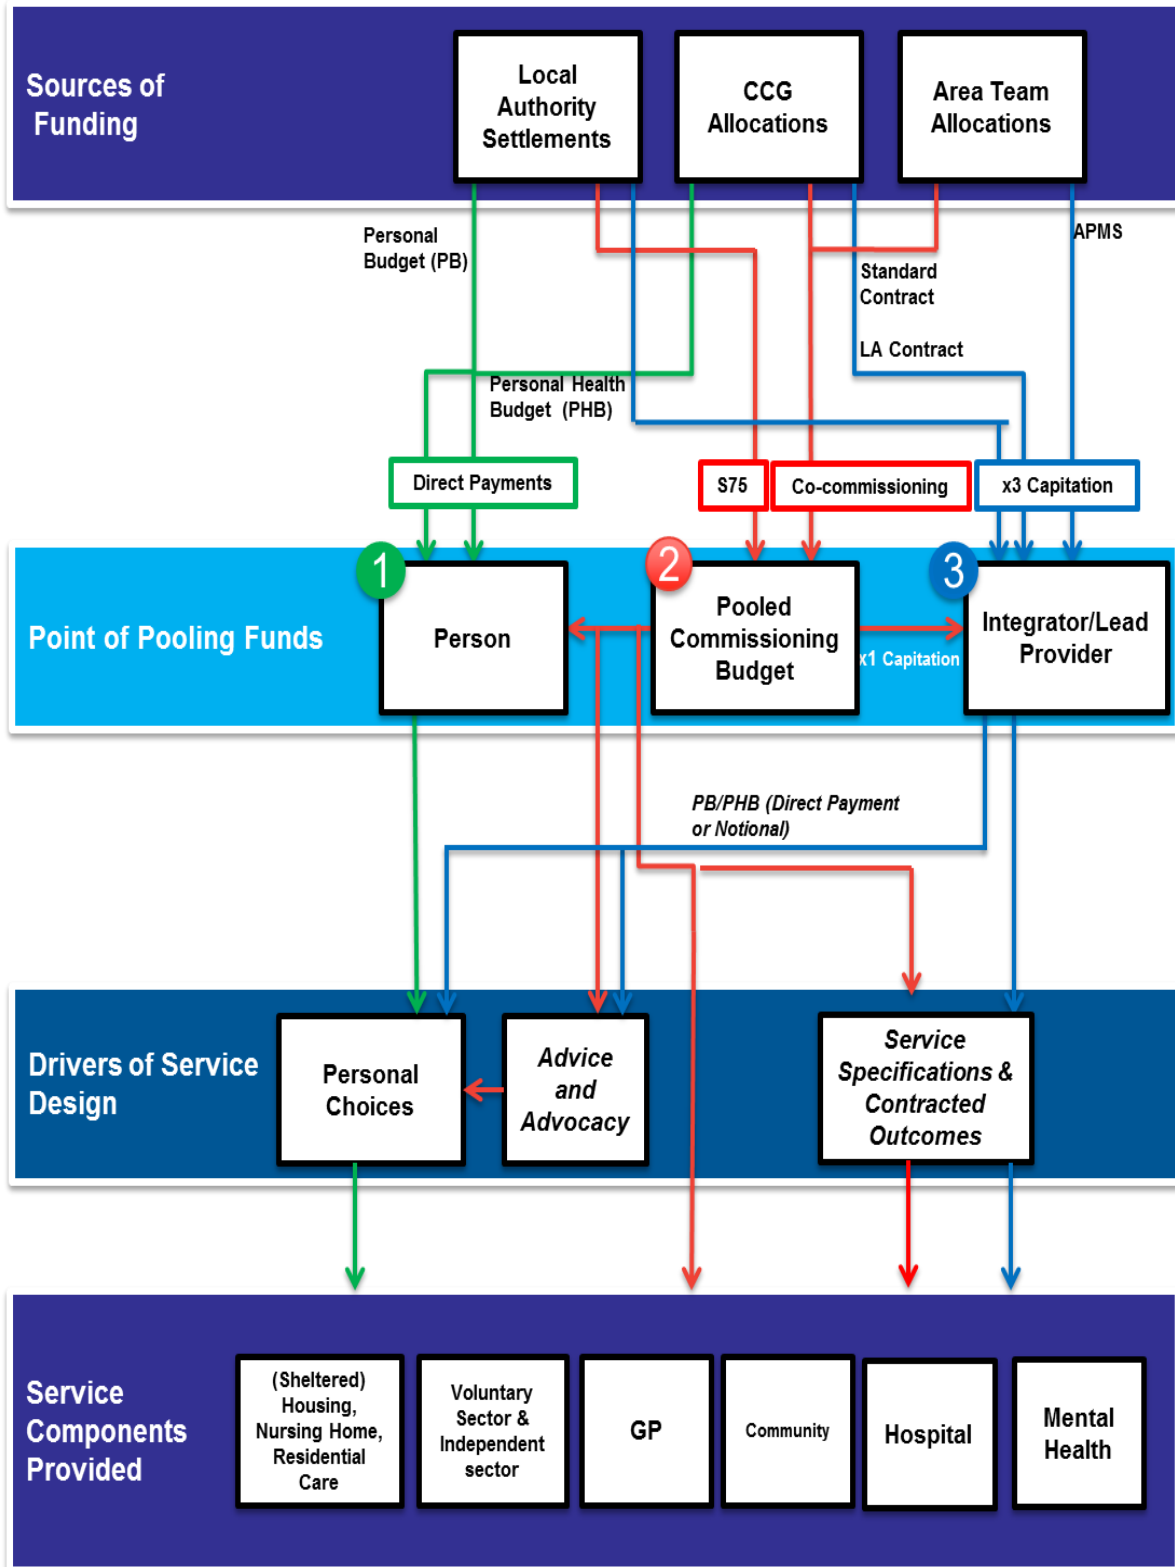 Sources of
Funding
Local
Authority
Settlements
CCG
Allocations
Area Team
Allocations
Personal
Budget (PB)
APMS
Standard
Contract
LA Contract
Personal Health
Budget (PHB)
Direct Payments
S75
Co-commissioning
x3 Capitation
1
2
3
Point of Pooling Funds
Person
Pooled
Commissioning
Budget
x1 Capitation
Integrator/Lead
Provider
PB/PHB (Direct Payment
or Notional)
Drivers of Service
Design
Personal
Choices
Advice
and
Advocacy
Service
Specifications &
Contracted
Outcomes
Service
Components
Provided
(Sheltered)
Housing,
Nursing Home,
Residential
Care
Voluntary
Sector &
Independent
sector
GP
Community
Hospital
Mental
Health